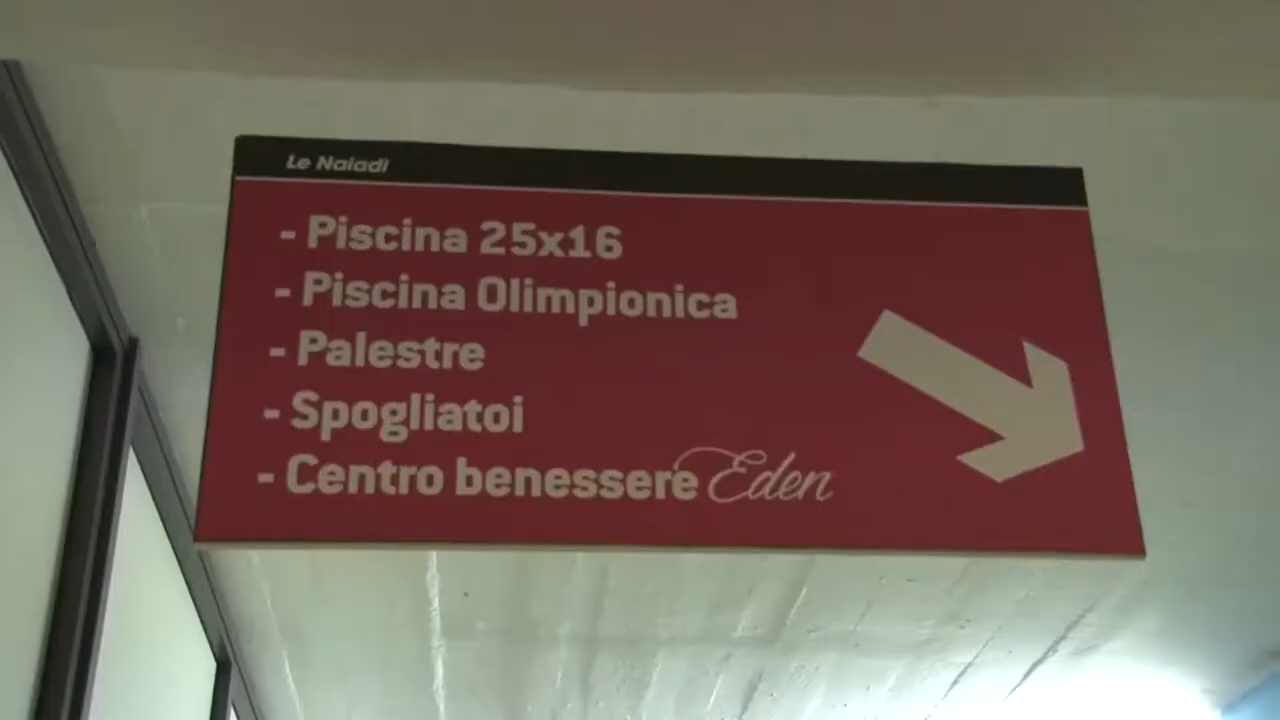 Le Naiadi
- Piscina 25x16
- Piscina Olimpionica
- Palestre
- Spogliatoi
- Centro benessere Eden